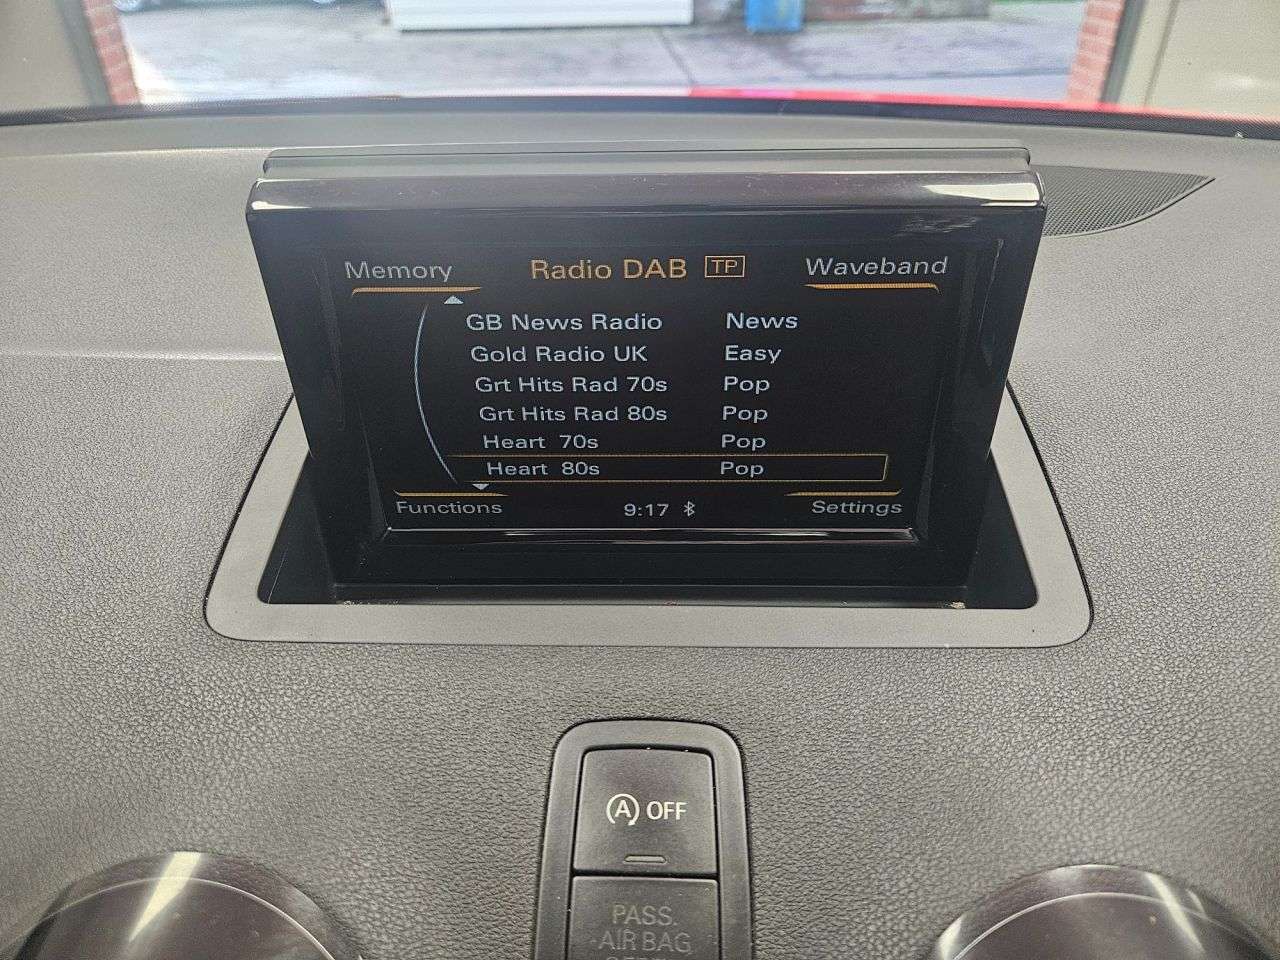 Memory Radio DAB TP Waveband
GB News Radio News
Gold Radio UK Easy
Grt Hits Rad 70s Pop
Grt Hits Rad 80s Pop
Heart 70s Pop
Heart 80s Pop
Functions 9:17 Settings
A OFF
PASS.
AIR BAG